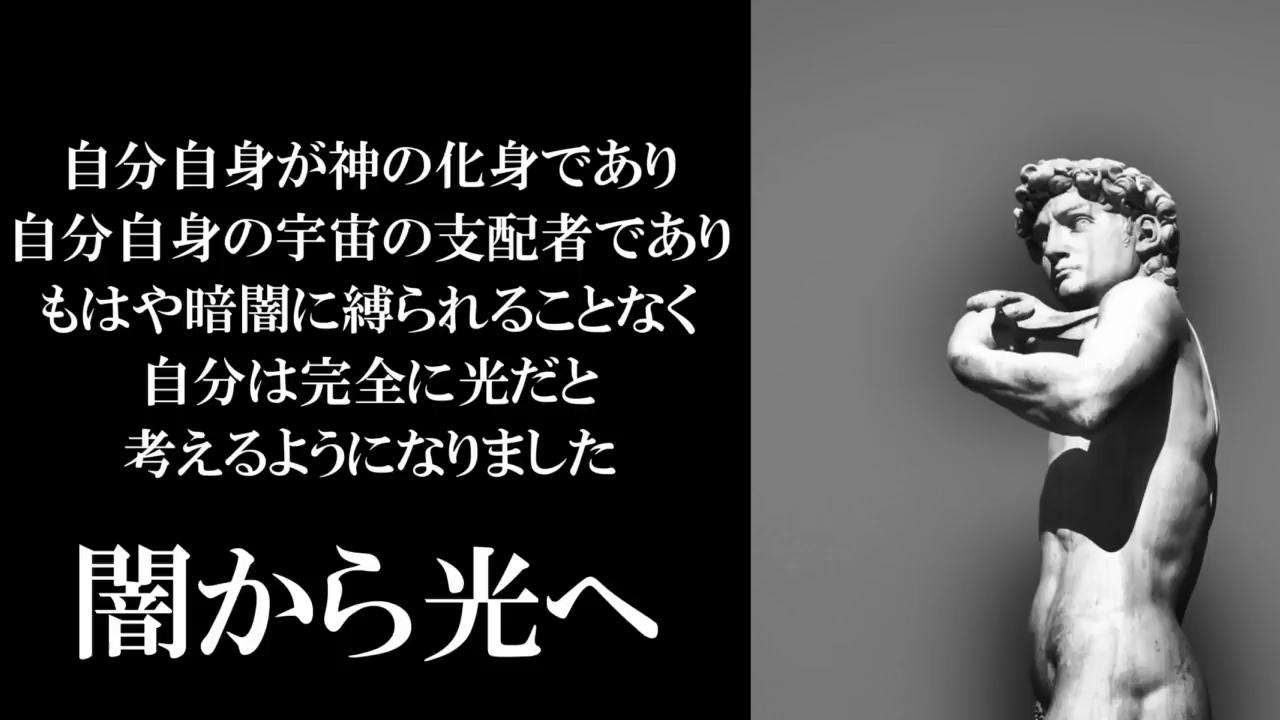 自分自身が神の化身であり
自分自身の宇宙の支配者であり
もはや暗闇に縛られることなく
自分は完全に光だと
考えるようになりました
闇から光へ